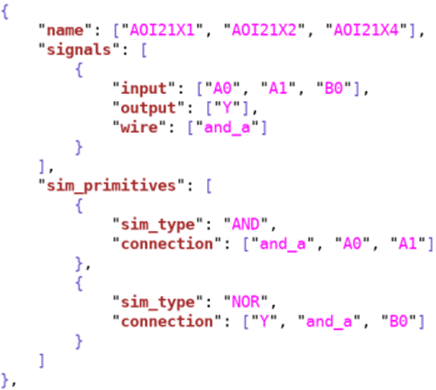 {
    "name": ["AOI21X1", "AOI21X2", "AOI21X4"],
    "signals": [
        {
            "input": ["A0", "A1", "B0"],
            "output": ["Y"],
            "wire": ["and_a"]
        }
    ],
    "sim_primitives": [
        {
            "sim_type": "AND",
            "connection": ["and_a", "A0", "A1"]
        },
        {
            "sim_type": "NOR",
            "connection": ["Y", "and_a", "B0"]
        }
    ]
},